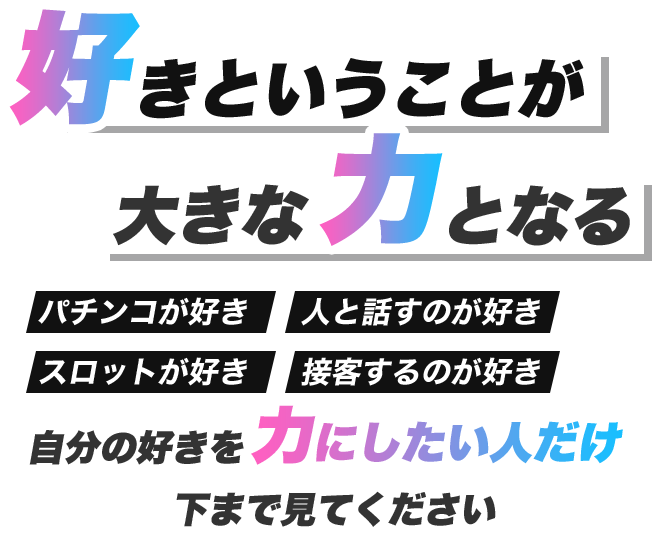 好きということが
大きな力となる
パチンコが好き 人と話すのが好き
スロットが好き 接客するのが好き
自分の好きを力にしたい人だけ
下まで見てください